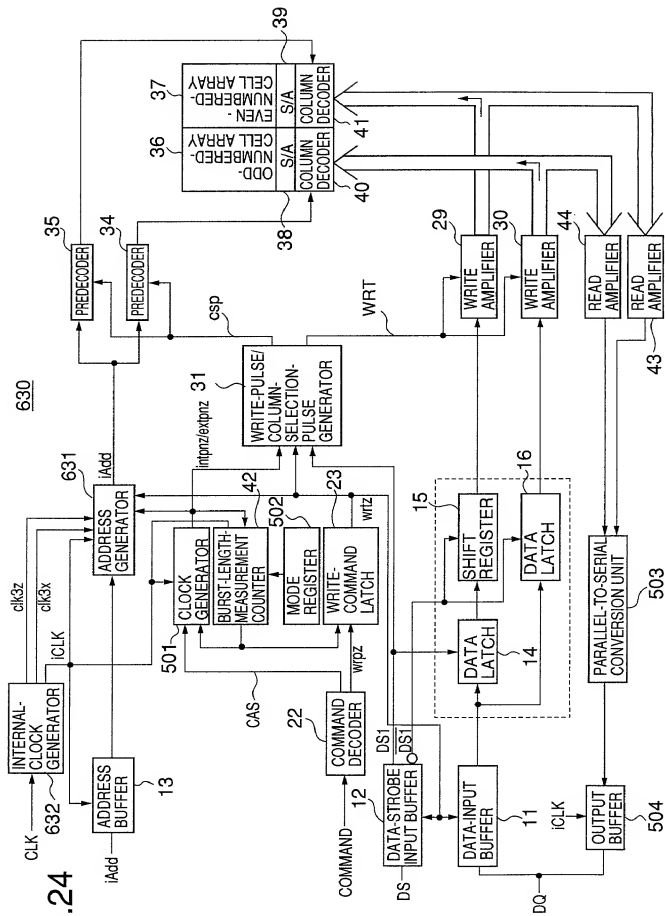 .24
630
CLK
INTERNAL-
CLOCK
GENERATOR
632
clk3z
clk3x
iCLK
iAdd
ADDRESS
BUFFER
13
631
ADDRESS
GENERATOR
iAdd
35
PREDECODER
34
PREDECODER
csp
intpnz/extpnz
31
WRITE-PULSE/
COLUMN-
SELECTION-
PULSE
GENERATOR
WRT
501
CLOCK
GENERATOR
42
BURST-LENGTH-
MEASUREMENT
COUNTER
502
MODE
REGISTER
23
WRITE-
COMMAND
LATCH
wrtz
wrpz
CAS
22
COMMAND
DECODER
COMMAND
36
ODD-
NUMBERED
CELL ARRAY
37
EVEN-
NUMBERED-
CELL ARRAY
38
S/A
S/A
39
COLUMN
DECODER
40
COLUMN
DECODER
41
12
DATA-STROBE
INPUT BUFFER
DS
DS1
DS1
11
DATA-INPUT
BUFFER
DQ
14
DATA
LATCH
15
SHIFT
REGISTER
16
DATA LATCH
29
WRITE
AMPLIFIER
30
WRITE
AMPLIFIER
44
READ
AMPLIFIER
READ
AMPLIFIER
43
PARALLEL-TO-SERIAL
CONVERSION UNIT
503
iCLK
OUTPUT
BUFFER
504